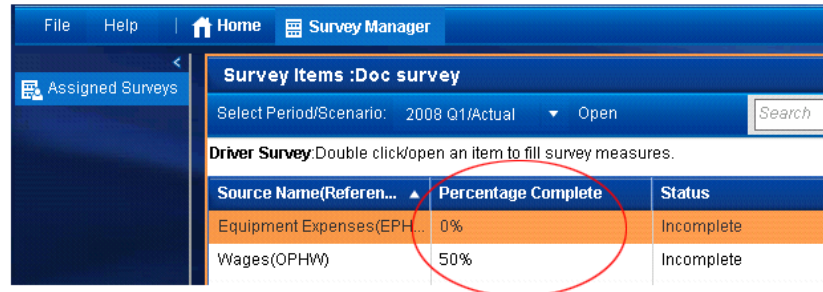 File Help | Home Survey Manager
<
Assigned Surveys
Survey Items :Doc survey
Select Period/Scenario: 2008 Q1/Actual Open Search
Driver Survey:Double click/open an item to fill survey measures.
Source Name(Referen... Percentage Complete Status
Equipment Expenses(EPH... 0% Incomplete
Wages(OPHW) 50% Incomplete